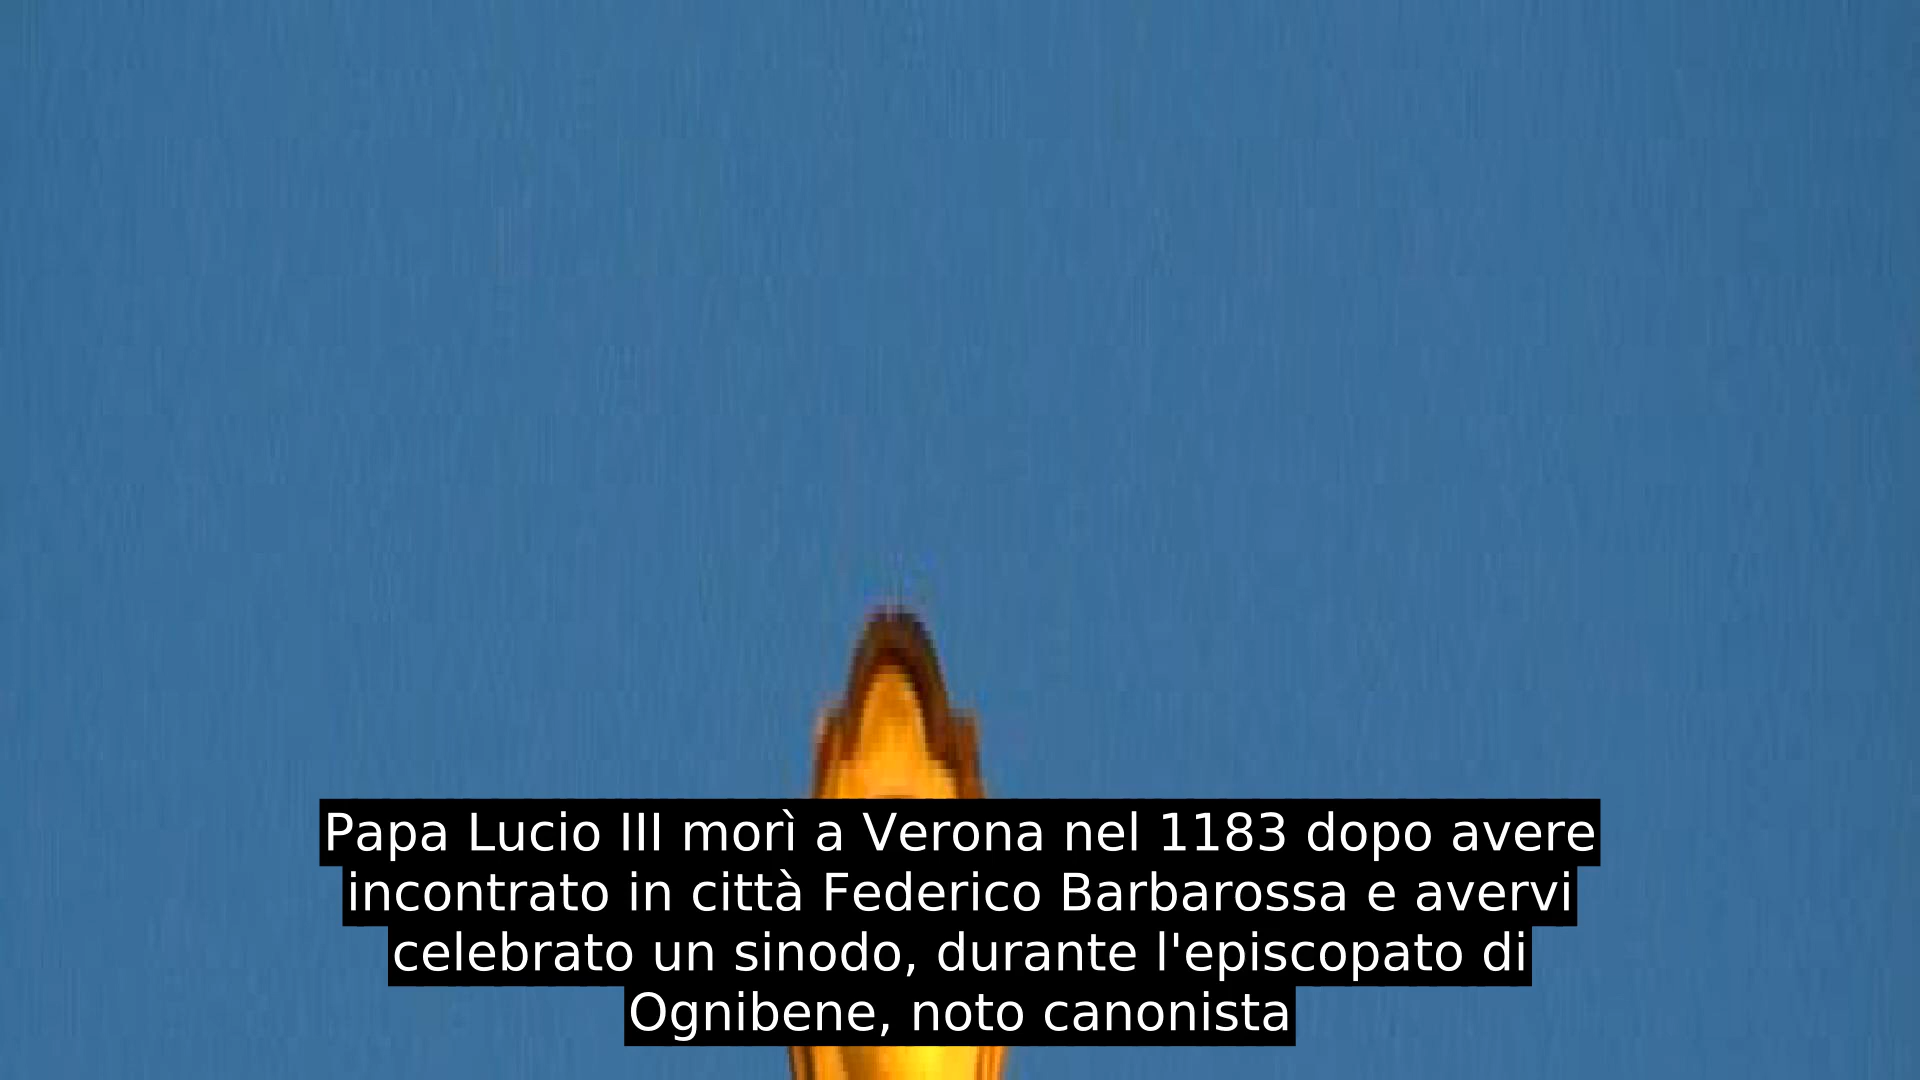 Papa Lucio III morì a Verona nel 1183 dopo avere
incontrato in città Federico Barbarossa e avervi
celebrato un sinodo, durante l'episcopato di
Ognibene, noto canonista